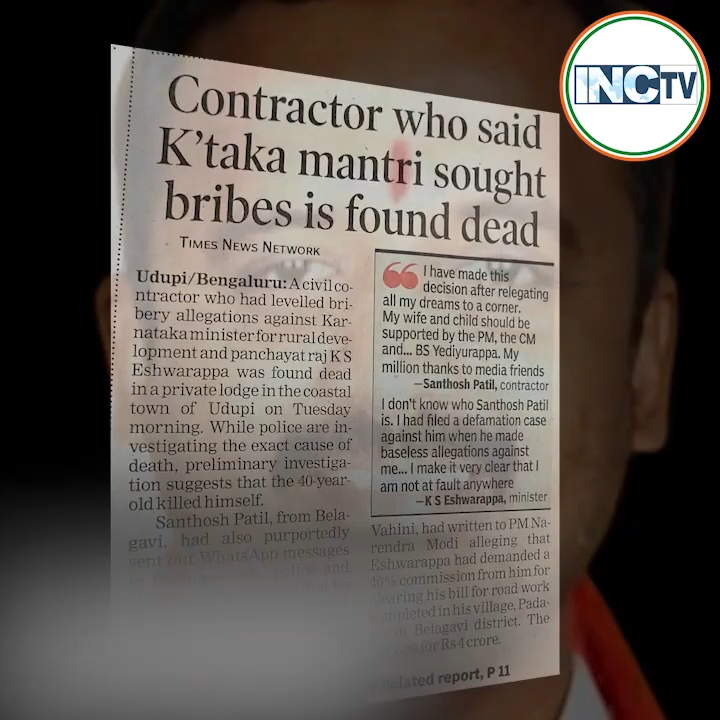 INCTV
Contractor who said
K'taka mantri sought
bribes is found dead
TIMES NEWS NETWORK
Udupi/Bengaluru: A civil co-
ntractor who had levelled bri-
bery allegations against Kar-
nataka minister for rural deve-
lopment and panchayat raj K S
Eshwarappa was found dead
in a private lodge in the coastal
town of Udupi on Tuesday
morning. While police are in-
vestigating the exact cause of
death, preliminary investiga-
tion suggests that the 40-year-
old killed himself.
Santhosh Patil, from Bela-
gavi, had also purportedly
sent out WhatsApp messages
I have made this
decision after relegating
all my dreams to a corner.
My wife and child should be
supported by the PM, the CM
and... BS Yediyurappa. My
million thanks to media friends
—Santhosh Patil, contractor
I don't know who Santhosh Patil
is. I had filed a defamation case
against him when he made
baseless allegations against
me... I make it very clear that I
am not at fault anywhere
—K S Eshwarappa, minister
Vahini, had written to PM Na-
rendra Modi alleging that
Eshwarappa had demanded a
40% commission from him for
clearing his bill for road work
completed in his village, Pada-
Belagavi district. The
for Rs 4 crore.
related report, P 11